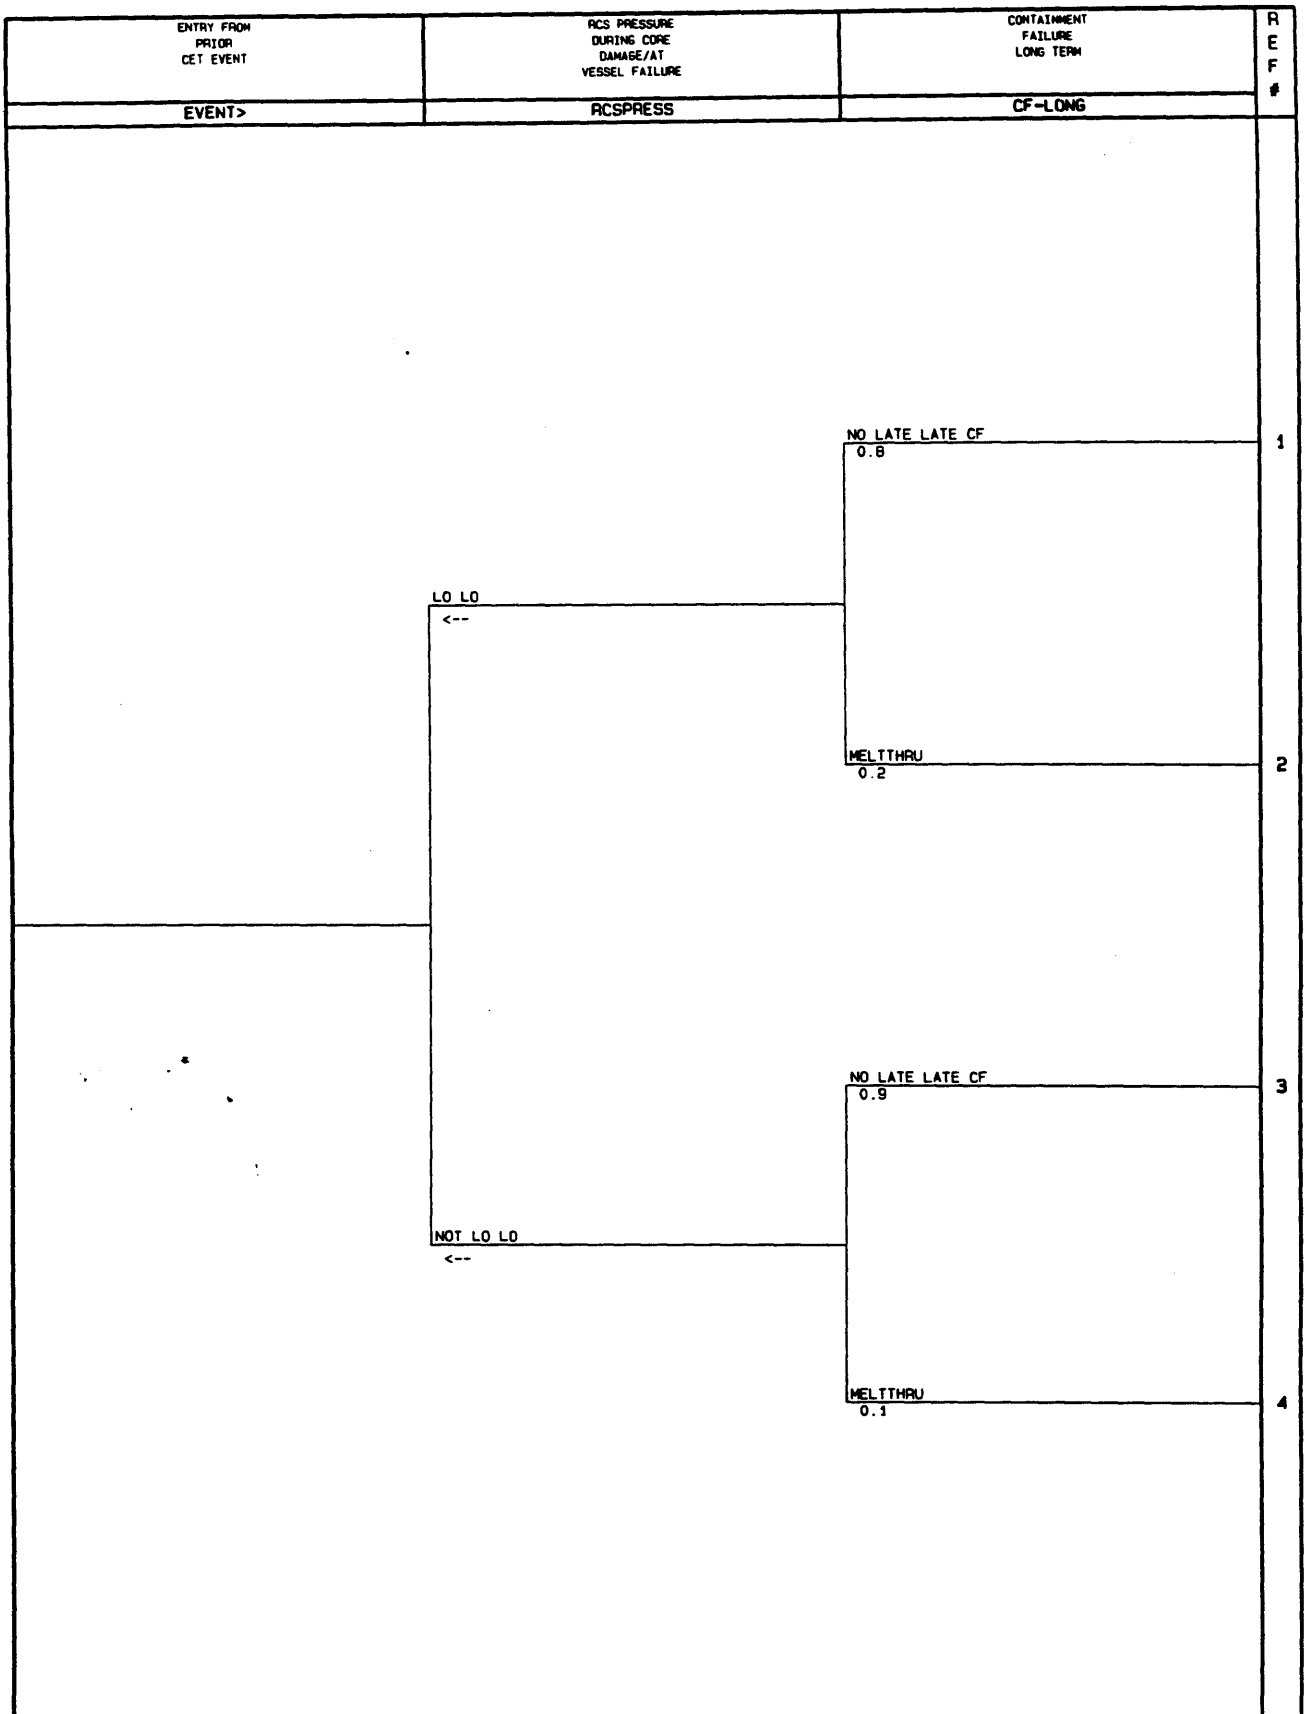 ENTRY FROM
PRIOR
CET EVENT
RCS PRESSURE
DURING CORE
DAMAGE/AT
VESSEL FAILURE
CONTAINMENT
FAILURE
LONG TERM
R
E
F
#
EVENT>
RCSPRESS
CF-LONG
NO LATE LATE CF
0.8
1
LO LO
<--
MELTTHRU
0.2
2
NO LATE LATE CF
0.9
3
NOT LO LO
<--
MELTTHRU
0.1
4